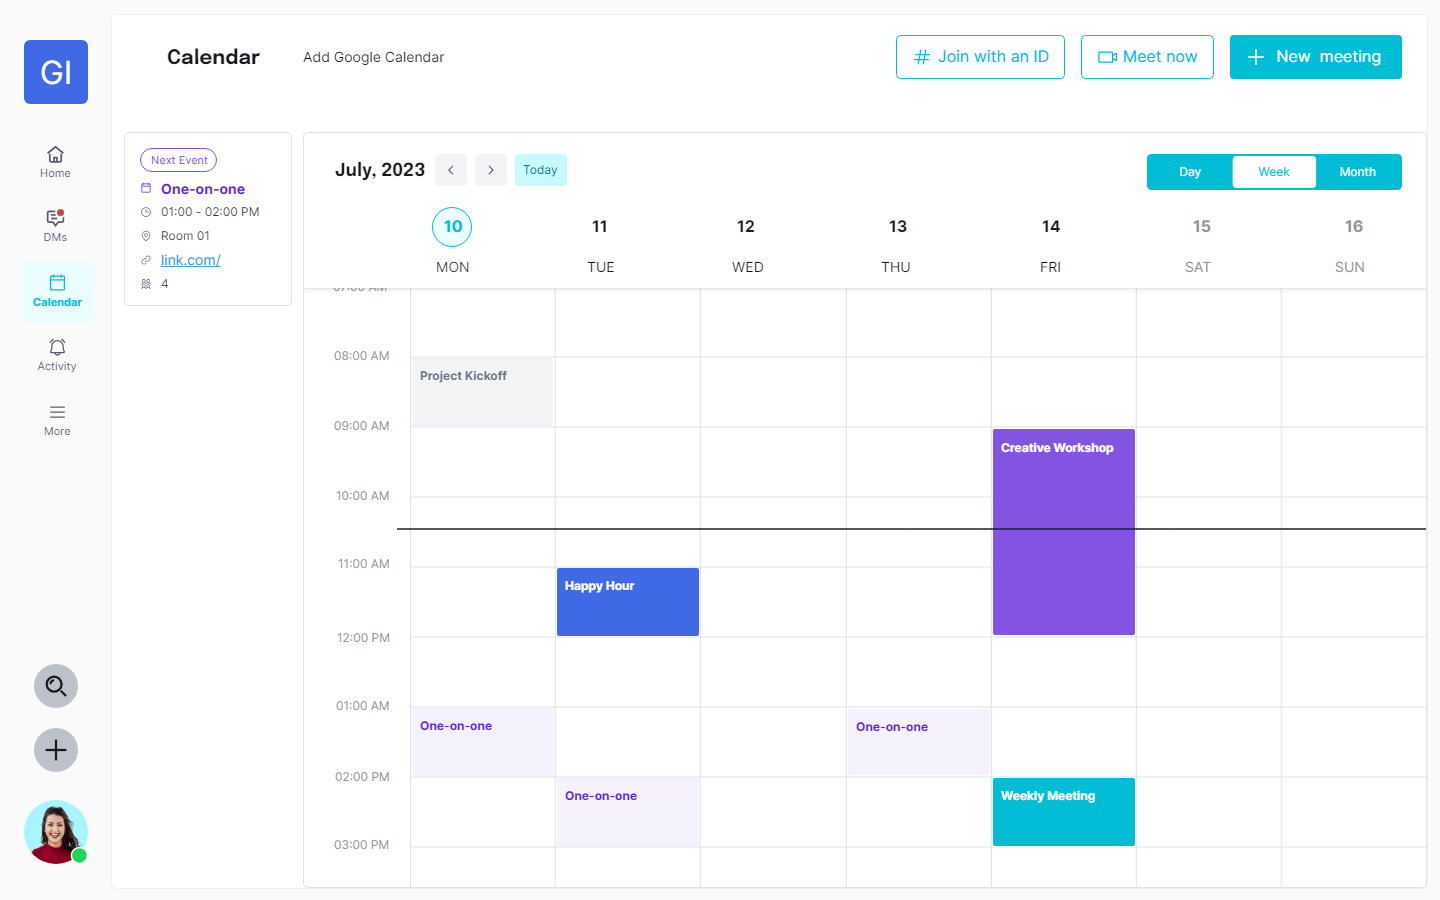 GI
Calendar
Add Google Calendar
# Join with an ID
Meet now
New meeting
Home
DMs
Calendar
Activity
More
Next Event
One-on-one
01:00 - 02:00 PM
Room 01
link.com/
4
July, 2023
Today
Day
Week
Month
10
11
12
13
14
15
16
MON
TUE
WED
THU
FRI
SAT
SUN
07:00 AM
08:00 AM
Project Kickoff
09:00 AM
Creative Workshop
10:00 AM
11:00 AM
Happy Hour
12:00 PM
01:00 AM
One-on-one
One-on-one
02:00 PM
One-on-one
Weekly Meeting
03:00 PM